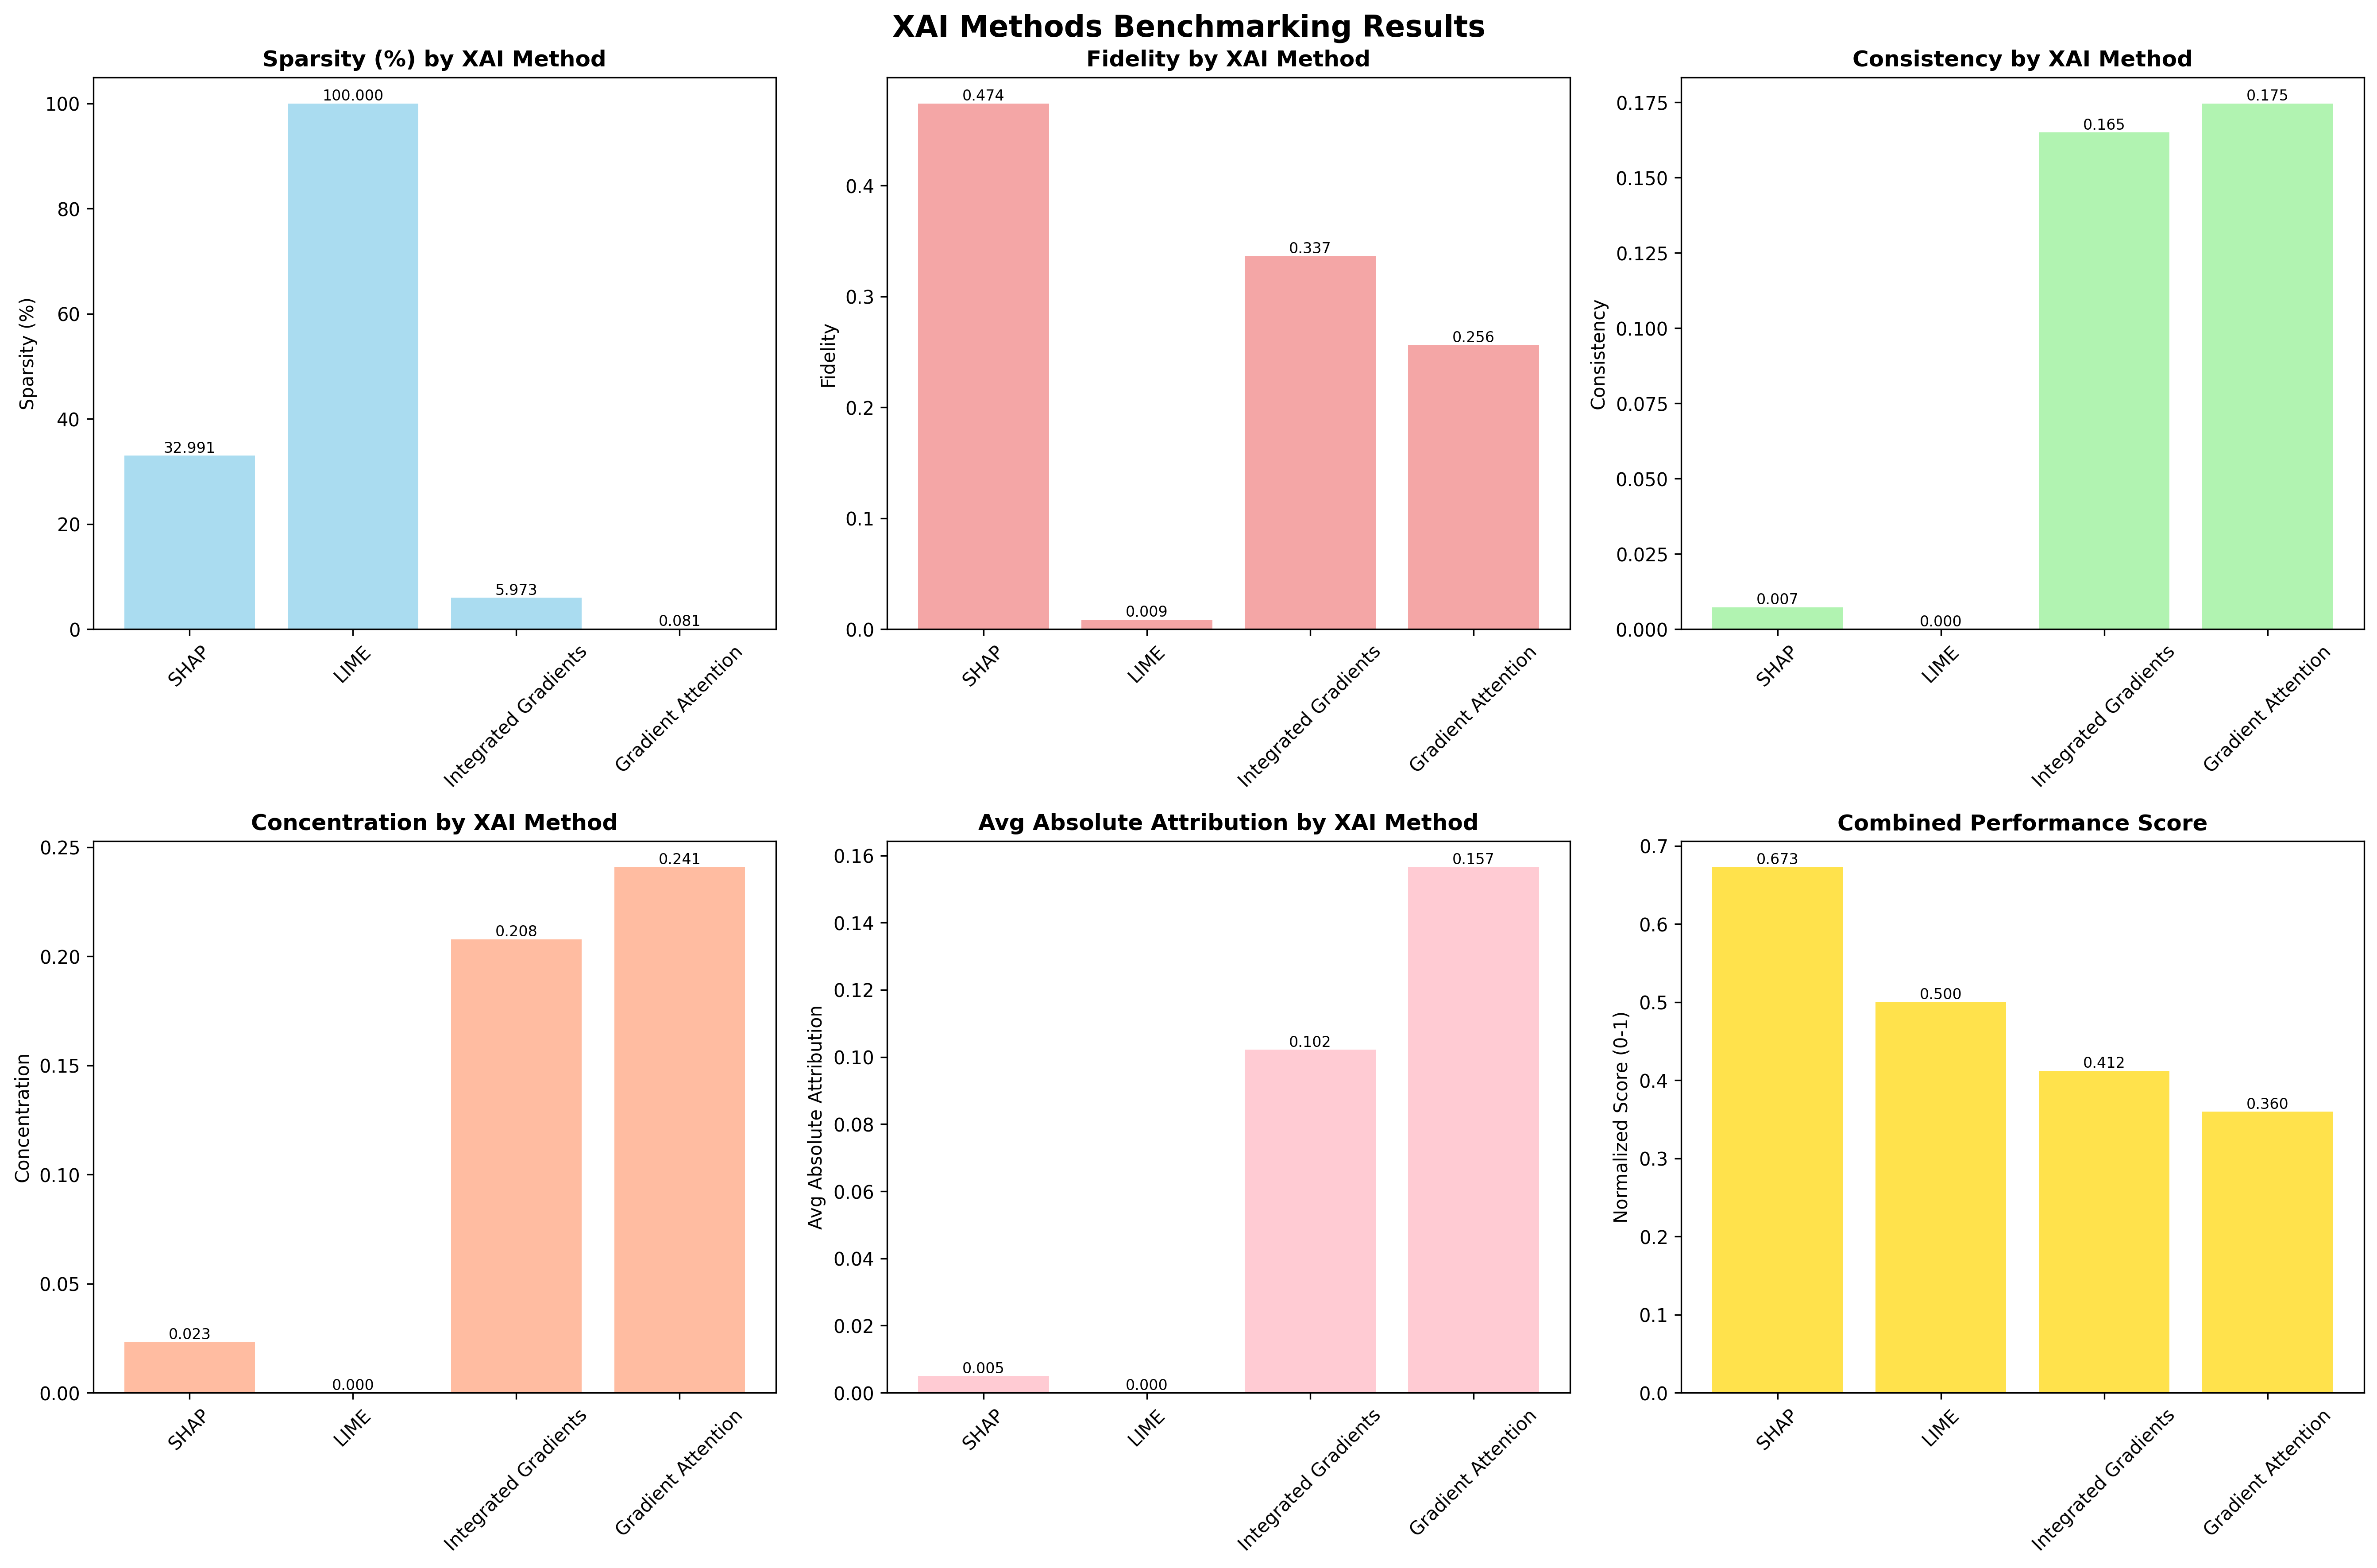 XAI Methods Benchmarking Results
Sparsity (%) by XAI Method
Sparsity (%)
100
80
60
40
20
0
32.991
100.000
5.973
0.081
SHAP
LIME
Integrated Gradients
Gradient Attention
Fidelity by XAI Method
Fidelity
0.4
0.3
0.2
0.1
0.0
0.474
0.009
0.337
0.256
SHAP
LIME
Integrated Gradients
Gradient Attention
Consistency by XAI Method
Consistency
0.175
0.150
0.125
0.100
0.075
0.050
0.025
0.000
0.007
0.000
0.165
0.175
SHAP
LIME
Integrated Gradients
Gradient Attention
Concentration by XAI Method
Concentration
0.25
0.20
0.15
0.10
0.05
0.00
0.023
0.000
0.208
0.241
SHAP
LIME
Integrated Gradients
Gradient Attention
Avg Absolute Attribution by XAI Method
Avg Absolute Attribution
0.16
0.14
0.12
0.10
0.08
0.06
0.04
0.02
0.00
0.005
0.000
0.102
0.157
SHAP
LIME
Integrated Gradients
Gradient Attention
Combined Performance Score
Normalized Score (0-1)
0.7
0.6
0.5
0.4
0.3
0.2
0.1
0.0
0.673
0.500
0.412
0.360
SHAP
LIME
Integrated Gradients
Gradient Attention